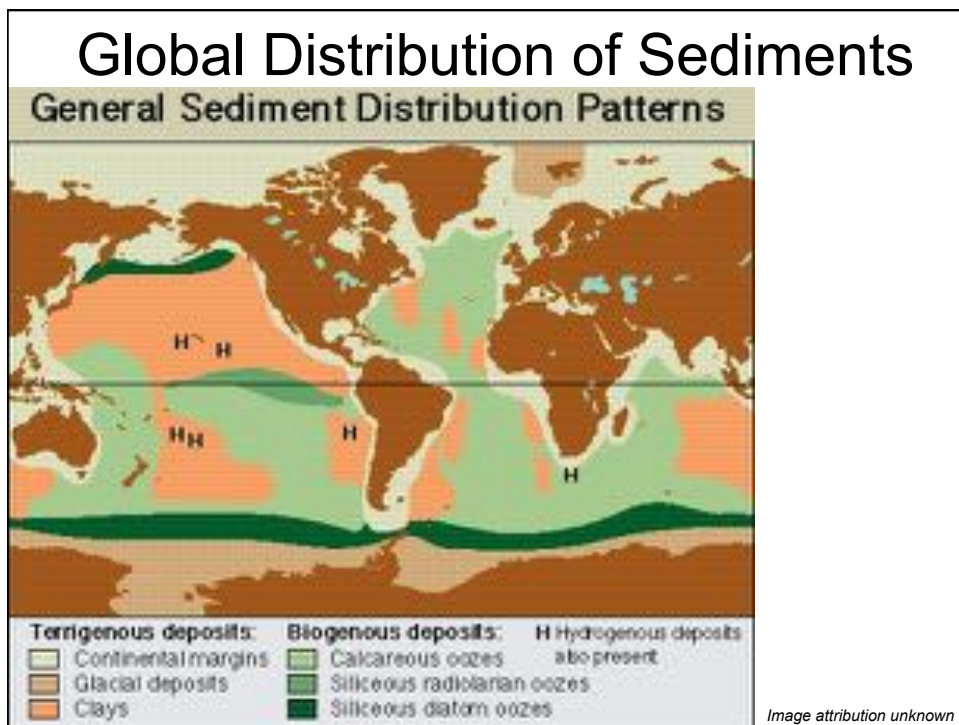 Global Distribution of Sediments
General Sediment Distribution Patterns
H H
H H H
H
Terrigenous deposits: Biogenous deposits: H Hydrogenous deposits
Continental margins Calcareous oozes also present
Glacial deposits Siliceous radiolarian oozes
Clays Siliceous diatom oozes
Image attribution unknown